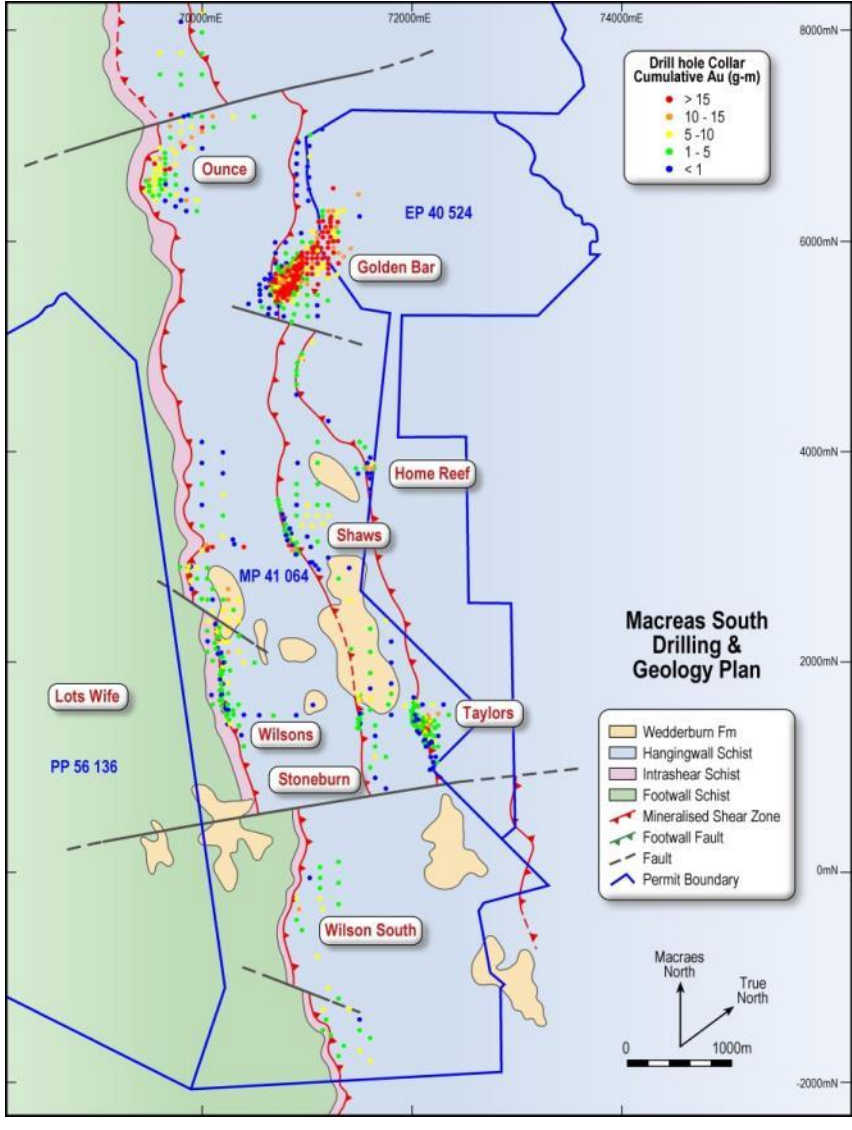 70000mE
72000mE
74000mE
8000mN
Drill hole Collar
Cumulative Au (g-m)
> 15
10 - 15
5 -10
1 - 5
< 1
Ounce
EP 40 524
6000mN
Golden Bar
4000mN
Home Reef
Shaws
MP 41 064
Macreas South
Drilling &
Geology Plan
2000mN
Lots Wife
Taylors
Wilsons
PP 56 136
Stoneburn
Wedderburn Fm
Hangingwall Schist
Intrashear Schist
Footwall Schist
Mineralised Shear Zone
Footwall Fault
Fault
Permit Boundary
0mN
Wilson South
Macraes
North
True
North
0
1000m
-2000mN